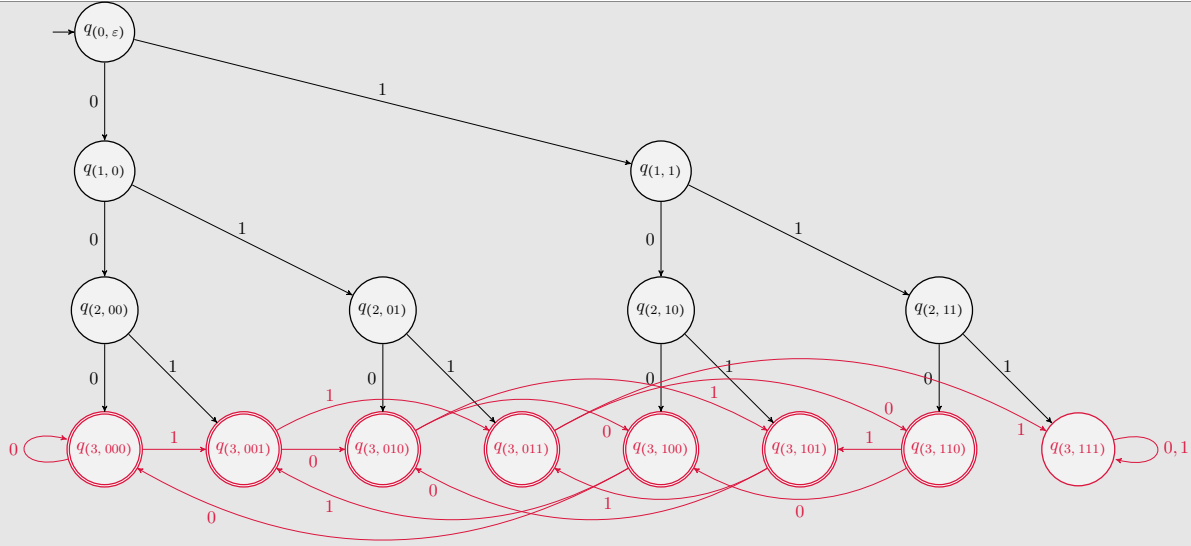 q(0, ε)
1
0
q(1, 0)
q(1, 1)
0
1
0
1
q(2, 00)
q(2, 01)
q(2, 10)
q(2, 11)
0
1
0
1
0
1
0
1
1
1
0
0
1
0
q(3, 000)
1
q(3, 001)
0
q(3, 010)
q(3, 011)
q(3, 100)
q(3, 101)
1
q(3, 110)
1
q(3, 111)
0,1
0
1
0
1
0